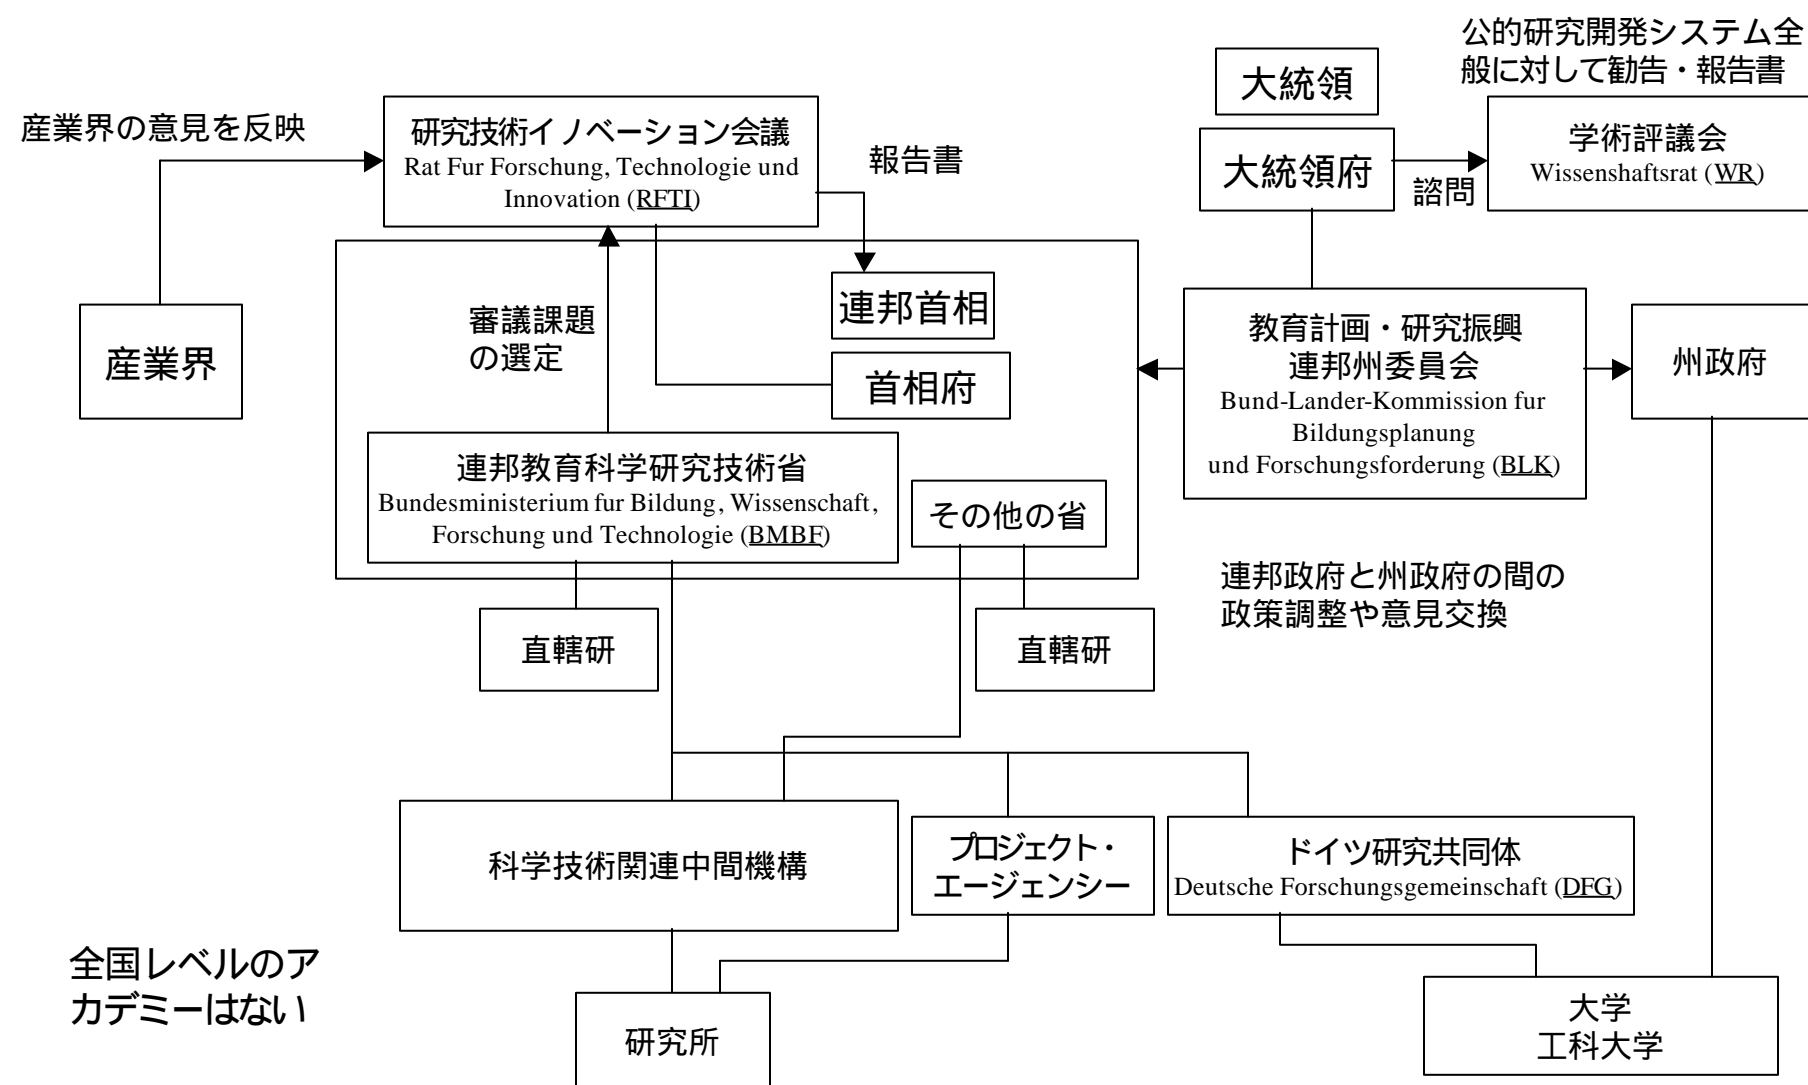 公的研究開発システム全
般に対して勧告・報告書
大統領
産業界の意見を反映
研究技術イノベーション会議
Rat Fur Forschung, Technologie und
Innovation (RFTI)
報告書
大統領府
諮問
学術評議会
Wissenshaftsrat (WR)
連邦首相
審議課題
の選定
産業界
首相府
教育計画・研究振興
連邦州委員会
Bund-Lander-Kommission fur
Bildungsplanung
und Forschungsforderung (BLK)
州政府
連邦教育科学研究技術省
Bundesministerium fur Bildung, Wissenschaft,
Forschung und Technologie (BMBF)
その他の省
連邦政府と州政府の間の
政策調整や意見交換
直轄研
直轄研
科学技術関連中間機構
プロジェクト・
エージェンシー
ドイツ研究共同体
Deutsche Forschungsgemeinschaft (DFG)
全国レベルのア
カデミーはない
研究所
大学
工科大学